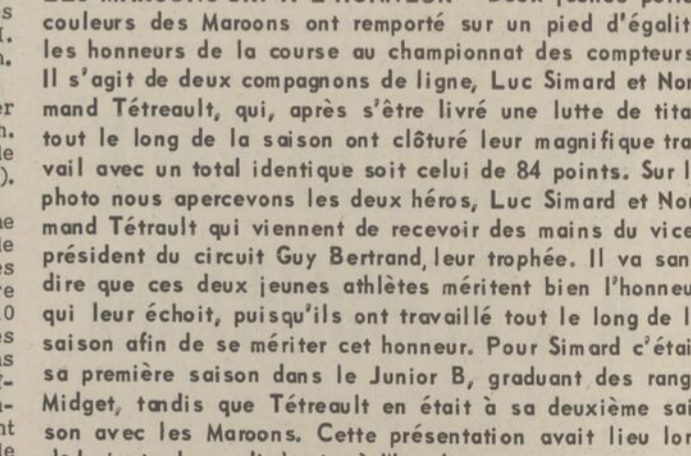 couleurs des Maroons ont remporté sur un pied d'égalit
les honneurs de la course au championnat des compteurs
Il s'agit de deux compagnons de ligne, Luc Simard et Nor
mand Tétreault, qui, après s'être livré une lutte de tita
tout le long de la saison ont clôturé leur magnifique tra
vail avec un total identique soit celui de 84 points. Sur l
photo nous apercevons les deux héros, Luc Simard et Nor
mand Tétrault qui viennent de recevoir des mains du vice
président du circuit Guy Bertrand, leur trophée. Il va san
dire que ces deux jeunes athlètes méritent bien l'honneu
qui leur échoit, puisqu'ils ont travaillé tout le long de l
saison afin de se mériter cet honneur. Pour Simard c'étai
sa première saison dans le Junior B, graduant des rang
Midget, tandis que Tétreault en était à sa deuxième sai
son avec les Maroons. Cette présentation avait lieu lor